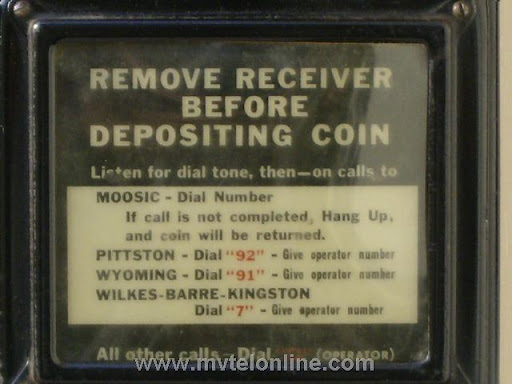 REMOVE RECEIVER
BEFORE
DEPOSITING COIN
Listen for dial tone, then—on calls to
MOOSIC - Dial Number
If call is not completed, Hang Up,
and coin will be returned.
PITTSTON - Dial "92" - Give operator number
WYOMING - Dial "91" - Give operator number
WILKES-BARRE-KINGSTON
Dial "7" - Give operator number
All other calls - Dial (OPERATOR)
www.mytelonline.com